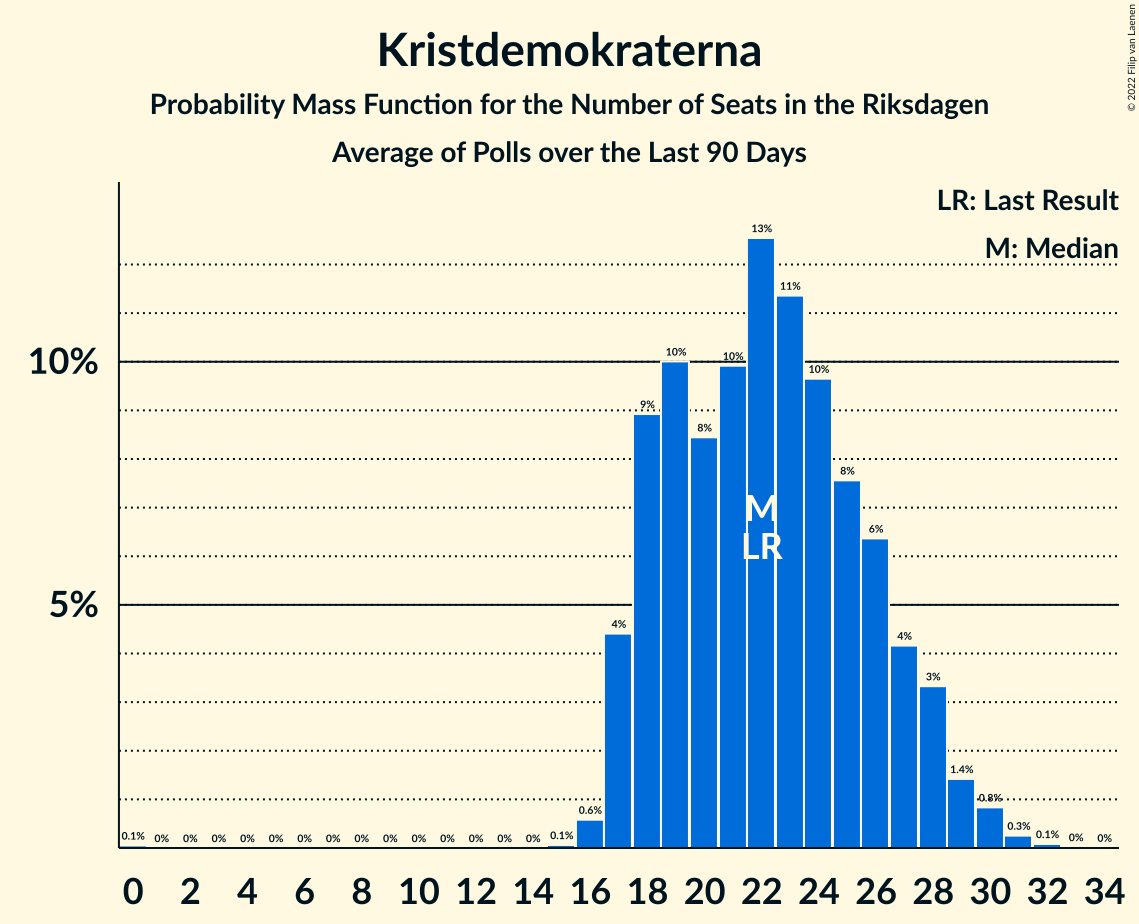 Kristdemokraterna
Probability Mass Function for the Number of Seats in the Riksdagen
Average of Polls over the Last 90 Days
© 2022 Filip van Laenen
LR: Last Result
M: Median
10%
5%
0.1% 0% 0% 0% 0% 0% 0% 0% 0% 0% 0% 0% 0% 0% 0% 0.1% 0.6% 4% 9% 10% 8% 10% 13% 11% 10% 8% 6% 4% 3% 1.4% 0.8% 0.3% 0.1% 0% 0%
M
LR
0 2 4 6 8 10 12 14 16 18 20 22 24 26 28 30 32 34